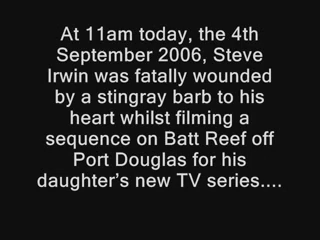 At 11am today, the 4th
September 2006, Steve
Irwin was fatally wounded
by a stingray barb to his
heart whilst filming a
sequence on Batt Reef off
Port Douglas for his
daughter’s new TV series....